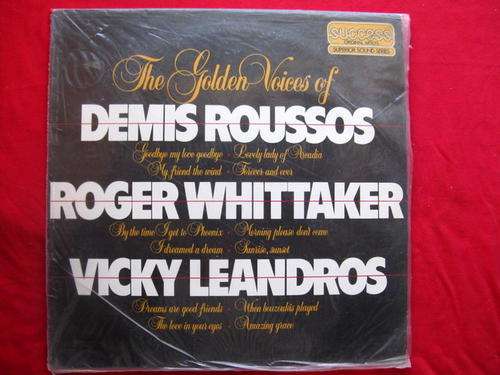 SUCCESS
ORIGINAL ARTISTS
SUPERIOR SOUND SERIES
The Golden Voices of
DEMIS ROUSSOS
Goodbye my love goodbye - Lovely lady of Arcadia
My friend the wind - Forever and ever
ROGER WHITTAKER
By the time I get to Phoenix - Morning please don't come
I dreamed a dream - Sunrise, sunset
VICKY LEANDROS
Dreams are good friends - When bouzoukis played
The love in your eyes - Amazing grace